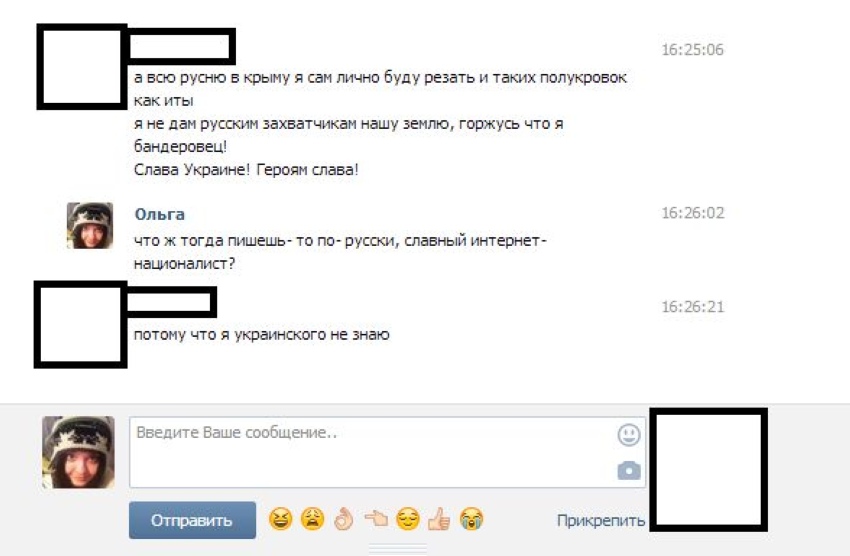 16:25:06
а всю русню в крыму я сам лично буду резать и таких полукровок
как иты
я не дам русским захватчикам нашу землю, горжусь что я
бандеровец!
Слава Украине! Героям слава!
Ольга 16:26:02
что ж тогда пишешь- то по- русски, славный интернет-
националист?
16:26:21
потому что я украинского не знаю
Введите Ваше сообщение..
Отправить Прикрепить